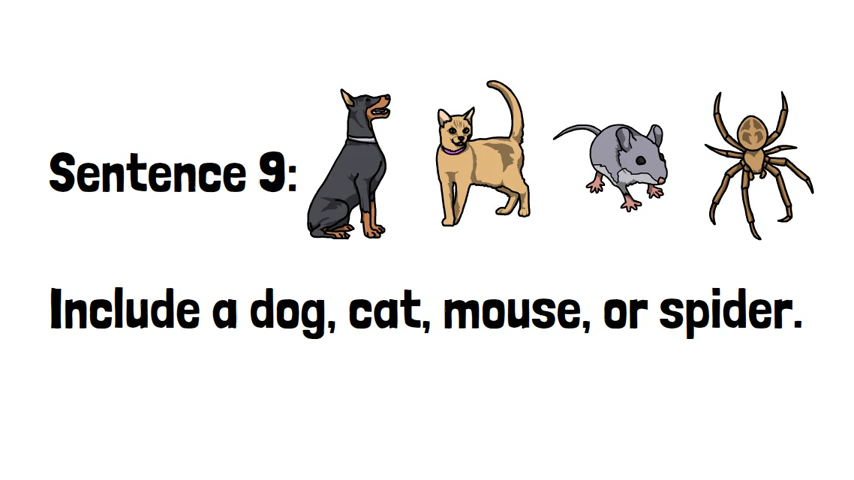 Sentence 9:
Include a dog, cat, mouse, or spider.